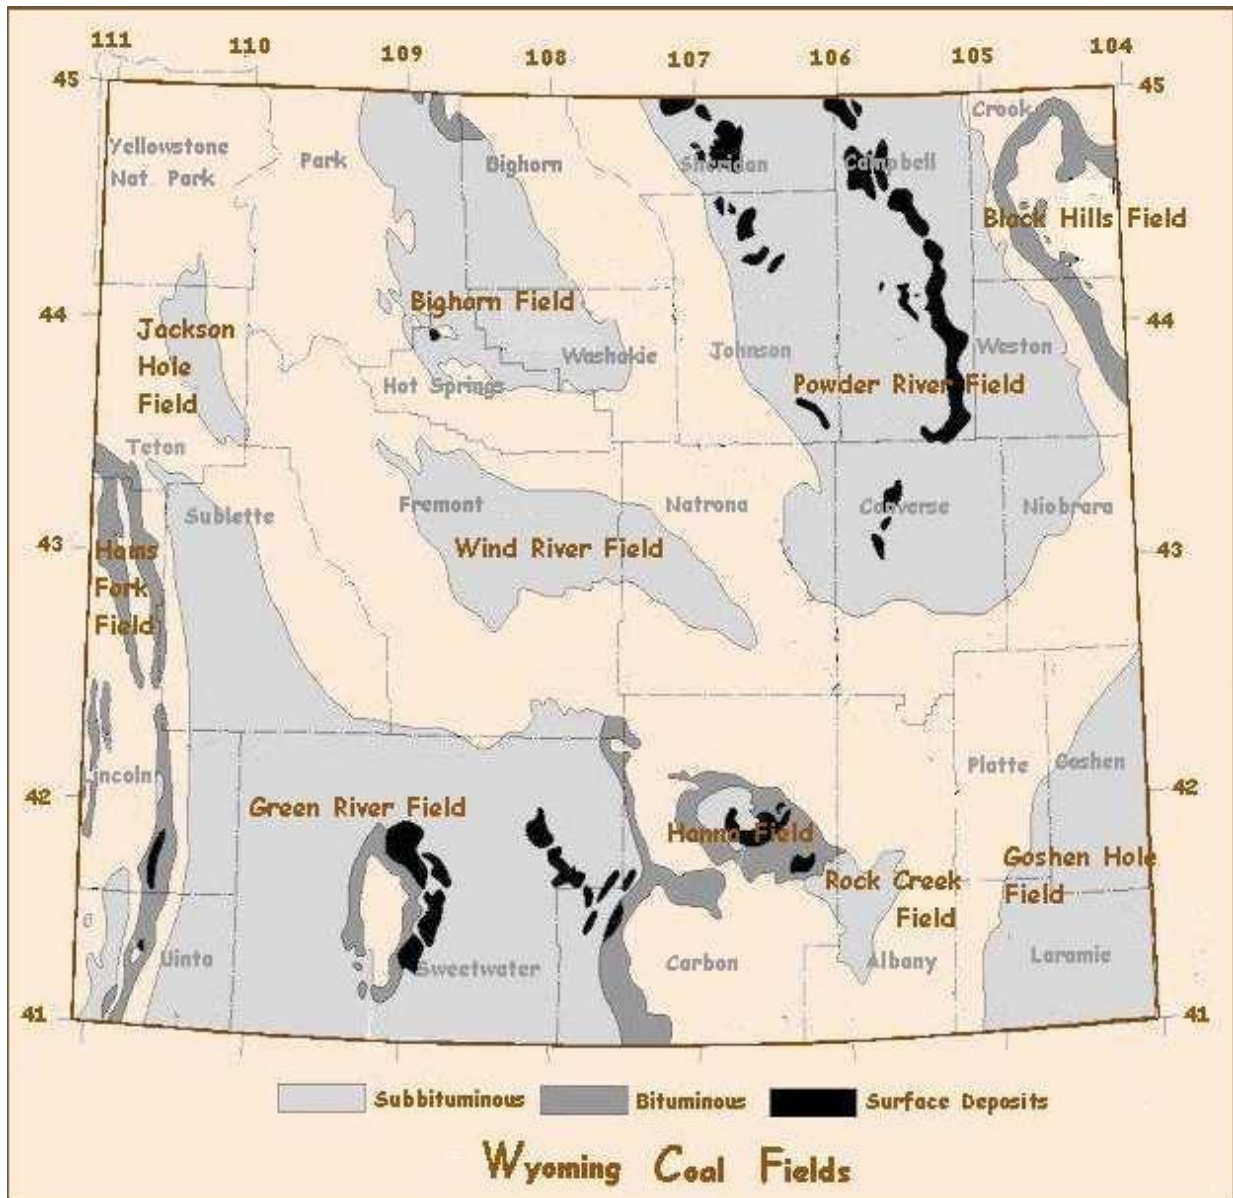 111
110
109
108
107
106
105
104
45
45
Crook
Yellowstone
Nat. Park
Park
Bighorn
Sheridan
Campbell
Black Hills Field
Bighorn Field
44
44
Jackson
Hole
Field
Washakie
Johnson
Weston
Hot Springs
Powder River Field
Teton
Sublette
Fremont
Natrona
Converse
Niobrara
43
43
Hams
Fork
Field
Wind River Field
Lincoln
Platte
Goshen
42
42
Green River Field
Hanna Field
Rock Creek
Field
Goshen Hole
Field
Uinta
Sweetwater
Carbon
Albany
Laramie
41
41
Subbituminous
Bituminous
Surface Deposits
Wyoming Coal Fields